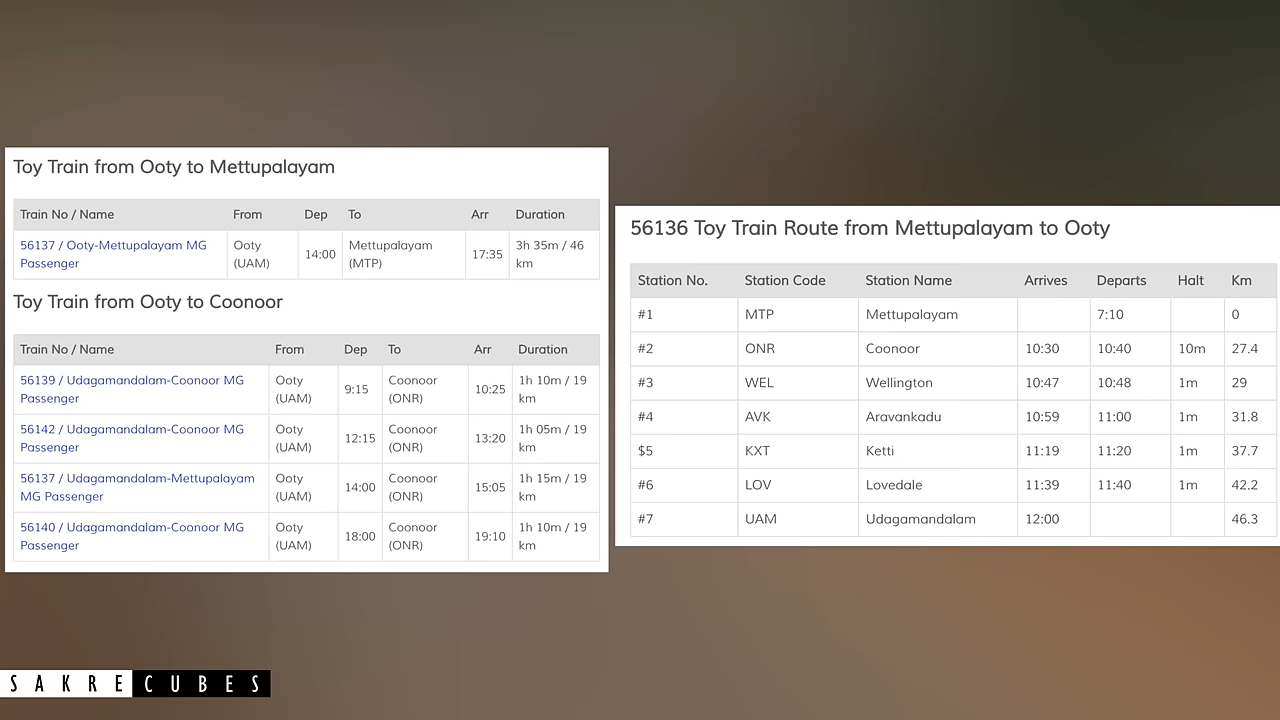 Toy Train from Ooty to Mettupalayam
Train No / Name From Dep To Arr Duration
56137 / Ooty-Mettupalayam MG Passenger Ooty (UAM) 14:00 Mettupalayam (MTP) 17:35 3h 35m / 46 km
Toy Train from Ooty to Coonoor
Train No / Name From Dep To Arr Duration
56139 / Udagamandalam-Coonoor MG Passenger Ooty (UAM) 9:15 Coonoor (ONR) 10:25 1h 10m / 19 km
56142 / Udagamandalam-Coonoor MG Passenger Ooty (UAM) 12:15 Coonoor (ONR) 13:20 1h 05m / 19 km
56137 / Udagamandalam-Mettupalayam MG Passenger Ooty (UAM) 14:00 Coonoor (ONR) 15:05 1h 15m / 19 km
56140 / Udagamandalam-Coonoor MG Passenger Ooty (UAM) 18:00 Coonoor (ONR) 19:10 1h 10m / 19 km
56136 Toy Train Route from Mettupalayam to Ooty
Station No. Station Code Station Name Arrives Departs Halt Km
#1 MTP Mettupalayam 7:10 0
#2 ONR Coonoor 10:30 10:40 10m 27.4
#3 WEL Wellington 10:47 10:48 1m 29
#4 AVK Aravankadu 10:59 11:00 1m 31.8
$5 KXT Ketti 11:19 11:20 1m 37.7
#6 LOV Lovedale 11:39 11:40 1m 42.2
#7 UAM Udagamandalam 12:00 46.3
SAKRECUBES